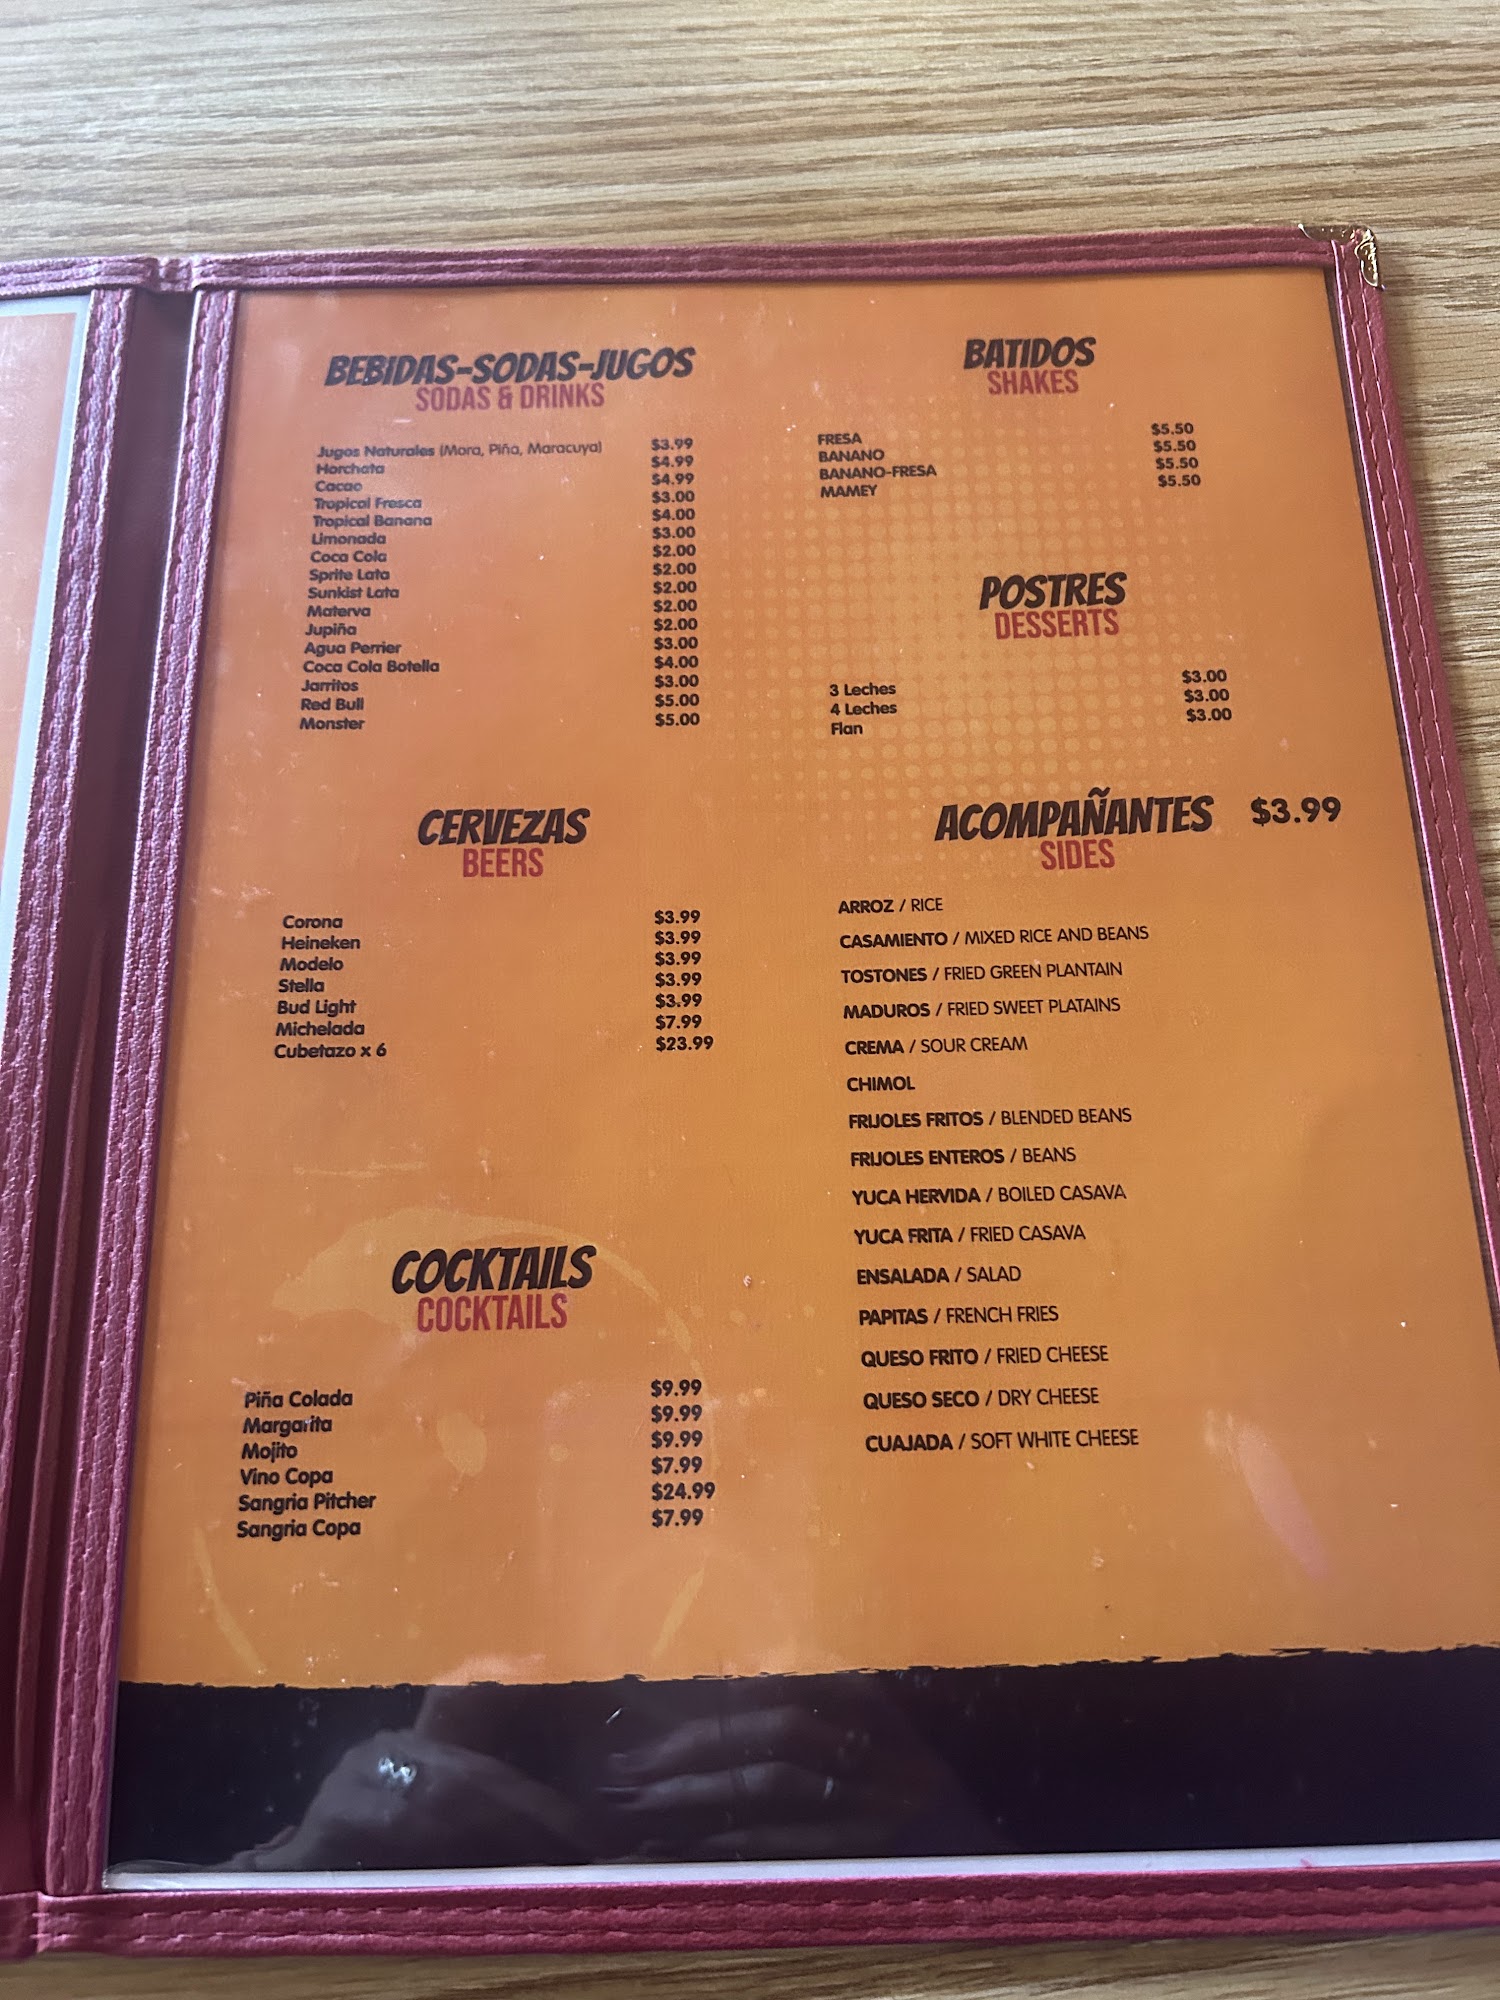 BEBIDAS-SODAS-JUGOS
SODAS & DRINKS
Jugos Naturales (Mora, Piña, Maracuya) $3.99
Horchata $4.99
Cacao $4.99
Tropical Fresca $3.00
Tropical Banana $4.00
Limonada $3.00
Coca Cola $2.00
Sprite Lata $2.00
Sunkist Lata $2.00
Materva $2.00
Jupiña $2.00
Agua Perrier $3.00
Coca Cola Botella $4.00
Jarritos $3.00
Red Bull $5.00
Monster $5.00
CERVEZAS
BEERS
Corona $3.99
Heineken $3.99
Modelo $3.99
Stella $3.99
Bud Light $3.99
Michelada $7.99
Cubetazo x 6 $23.99
COCKTAILS
COCKTAILS
Piña Colada $9.99
Margarita $9.99
Mojito $9.99
Vino Copa $7.99
Sangria Pitcher $24.99
Sangria Copa $7.99
BATIDOS
SHAKES
FRESA $5.50
BANANO $5.50
BANANO-FRESA $5.50
MAMEY $5.50
POSTRES
DESSERTS
3 Leches $3.00
4 Leches $3.00
Flan $3.00
ACOMPAÑANTES $3.99
SIDES
ARROZ / RICE
CASAMIENTO / MIXED RICE AND BEANS
TOSTONES / FRIED GREEN PLANTAIN
MADUROS / FRIED SWEET PLATAINS
CREMA / SOUR CREAM
CHIMOL
FRIJOLES FRITOS / BLENDED BEANS
FRIJOLES ENTEROS / BEANS
YUCA HERVIDA / BOILED CASAVA
YUCA FRITA / FRIED CASAVA
ENSALADA / SALAD
PAPITAS / FRENCH FRIES
QUESO FRITO / FRIED CHEESE
QUESO SECO / DRY CHEESE
CUAJADA / SOFT WHITE CHEESE